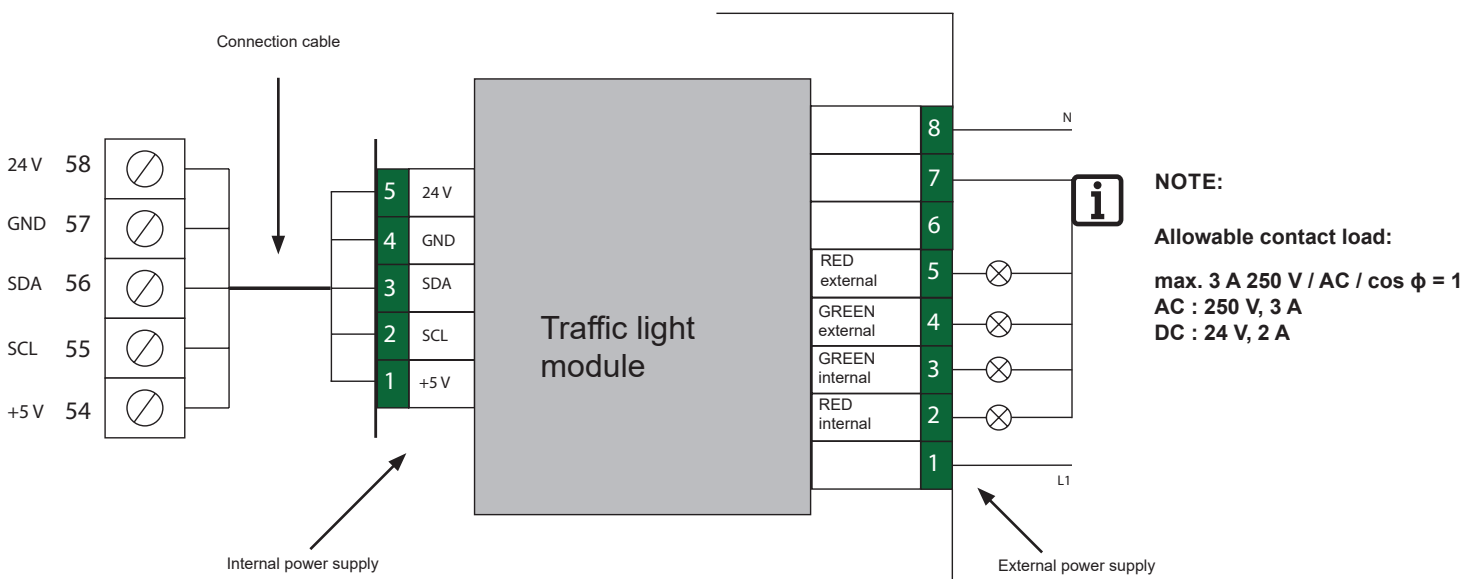 Connection cable
24 V 58
GND 57
SDA 56
SCL 55
+5 V 54
5 24 V
4 GND
3 SDA
2 SCL
1 +5 V
Internal power supply
Traffic light
module
8 N
7
6
RED
external 5
GREEN
external 4
GREEN
internal 3
RED
internal 2
1 L1
External power supply
i
NOTE:
Allowable contact load:
max. 3 A 250 V / AC / cos ϕ = 1
AC : 250 V, 3 A
DC : 24 V, 2 A